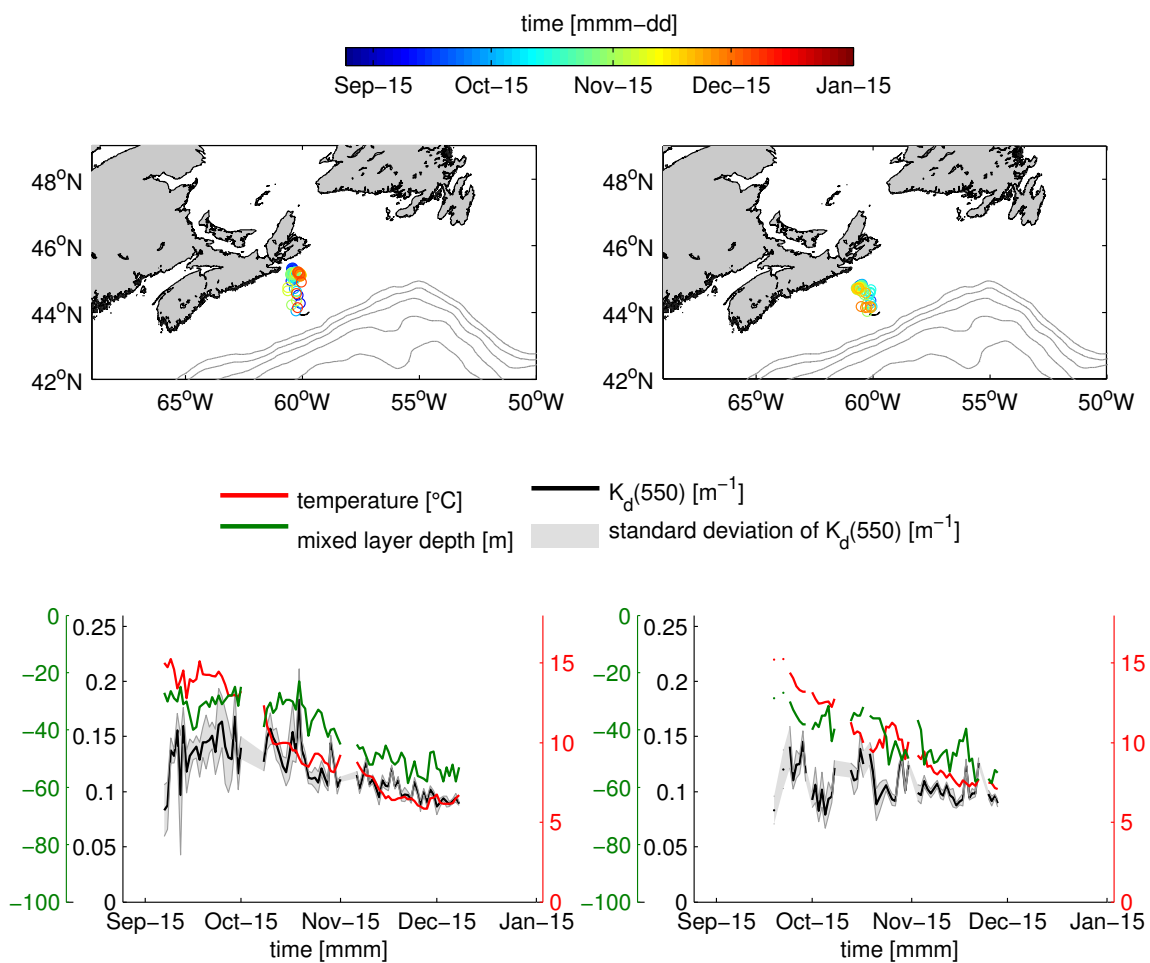 time [mmm−dd]
Sep−15 Oct−15 Nov−15 Dec−15 Jan−15
48°N
46°N
44°N
42°N
65°W 60°W 55°W 50°W
48°N
46°N
44°N
42°N
65°W 60°W 55°W 50°W
temperature [°C]
mixed layer depth [m]
K_d(550) [m⁻¹]
standard deviation of K_d(550) [m⁻¹]
0
−20
−40
−60
−80
−100
0.25
0.2
0.15
0.1
0.05
0
15
10
5
0
Sep−15 Oct−15 Nov−15 Dec−15 Jan−15
time [mmm]
0
−20
−40
−60
−80
−100
0.25
0.2
0.15
0.1
0.05
0
15
10
5
0
Sep−15 Oct−15 Nov−15 Dec−15 Jan−15
time [mmm]